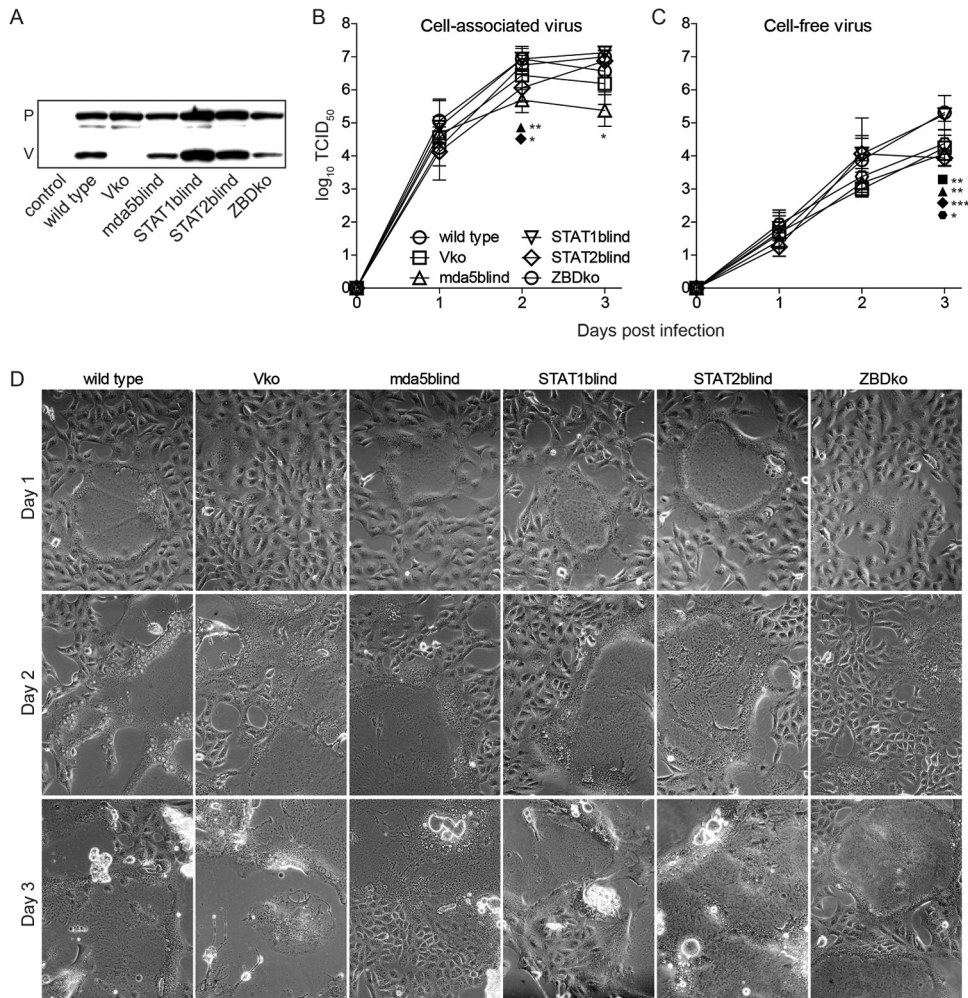 A
P
V
control
wild type
Vko
mda5blind
STAT1blind
STAT2blind
ZBDko
B
Cell-associated virus
log10 TCID50
8
7
6
5
4
3
2
1
0
0 1 2 3
**
*
*
wild type
Vko
mda5blind
STAT1blind
STAT2blind
ZBDko
C
Cell-free virus
8
7
6
5
4
3
2
1
0
0 1 2 3
**
**
***
*
Days post infection
D
wild type Vko mda5blind STAT1blind STAT2blind ZBDko
Day 1
Day 2
Day 3